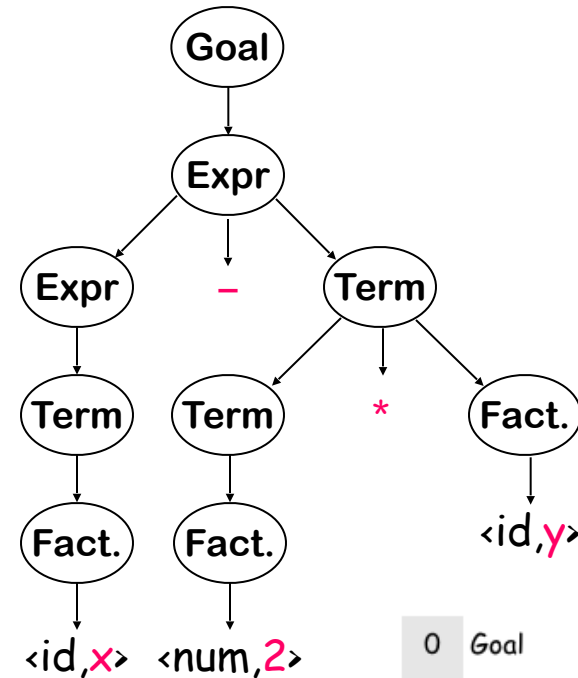 Goal
Expr
Expr – Term
Term Term * Fact.
Fact. Fact. <id,y>
<id,x> <num,2>
0 Goal